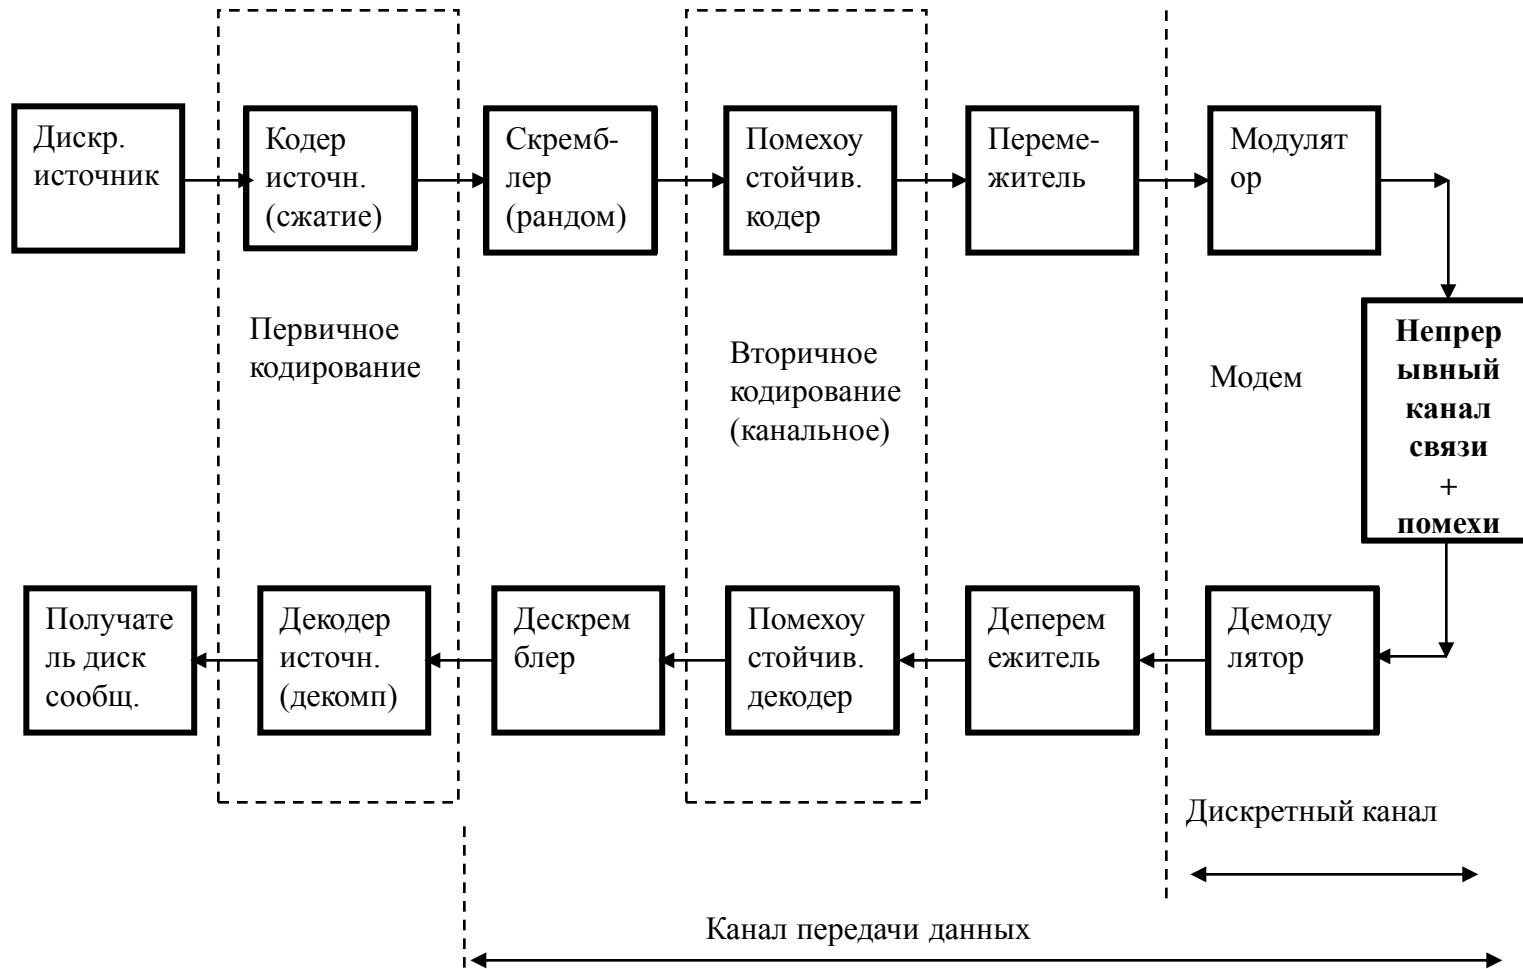 Дискр.
источник
Кодер
источн.
(сжатие)
Скремб-
лер
(рандом)
Помехоу
стойчив.
кодер
Переме-
житель
Модулят
ор
Первичное
кодирование
Вторичное
кодирование
(канальное)
Модем
Непрер
ывный
канал
связи
+
помехи
Получате
ль диск
сообщ.
Декодер
источн.
(декомп)
Дескрем
блер
Помехоу
стойчив.
декодер
Деперем
ежитель
Демоду
лятор
Дискретный канал
Канал передачи данных